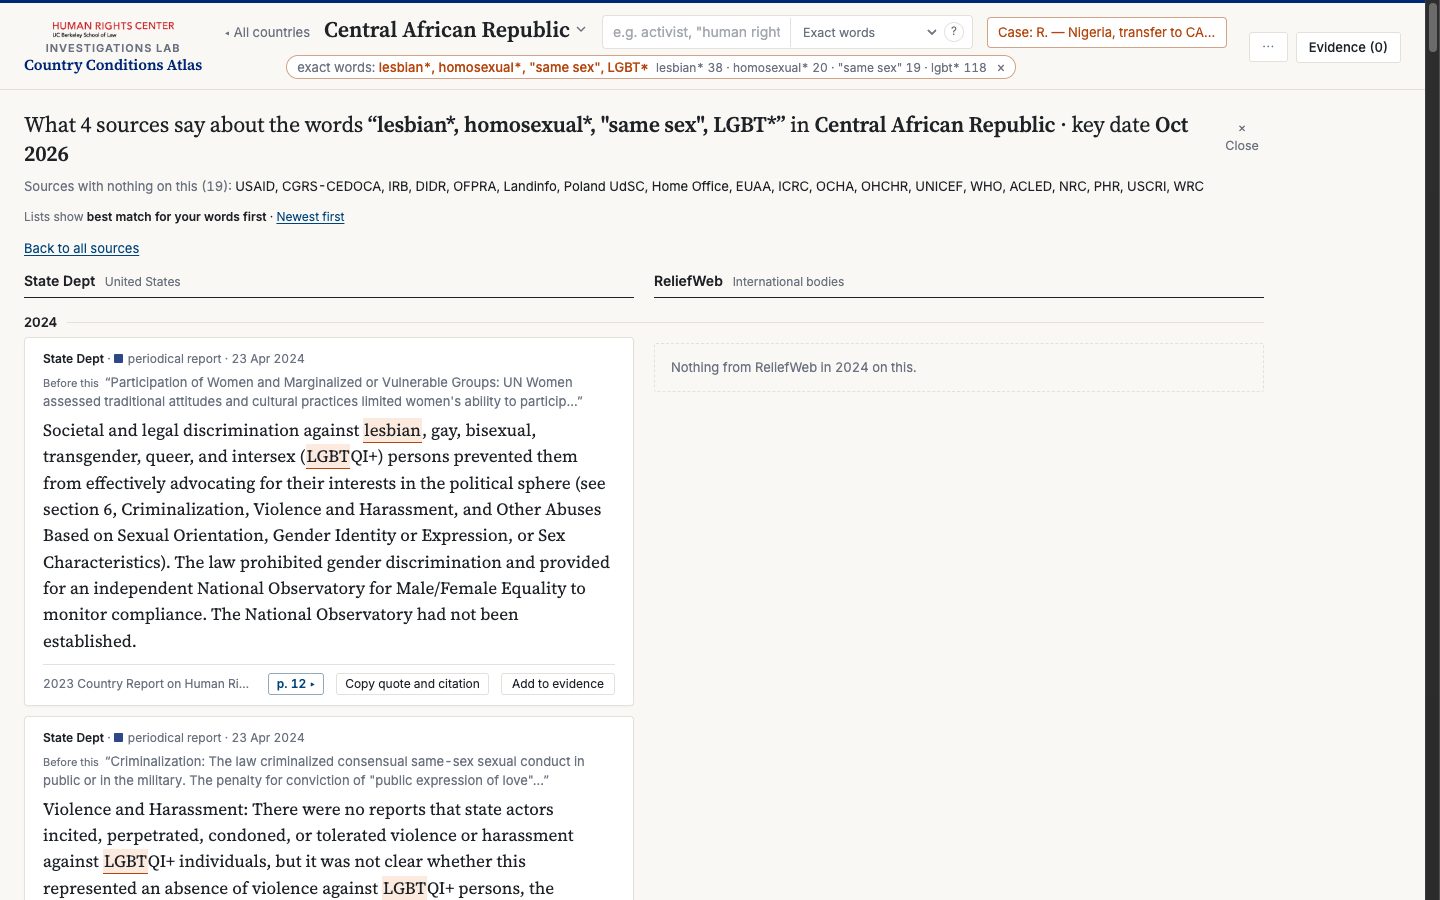 HUMAN RIGHTS CENTER
UC Berkeley School of Law
INVESTIGATIONS LAB
Country Conditions Atlas
◂ All countries
Central African Republic
e.g. activist, "human right
Exact words
?
Case: R. — Nigeria, transfer to CA...
...
Evidence (0)
exact words: lesbian*, homosexual*, "same sex", LGBT* lesbian* 38 · homosexual* 20 · "same sex" 19 · lgbt* 118 ×
What 4 sources say about the words “lesbian*, homosexual*, "same sex", LGBT*” in Central African Republic · key date Oct
2026
×
Close
Sources with nothing on this (19): USAID, CGRS-CEDOCA, IRB, DIDR, OFPRA, Landinfo, Poland UdSC, Home Office, EUAA, ICRC, OCHA, OHCHR, UNICEF, WHO, ACLED, NRC, PHR, USCRI, WRC
Lists show best match for your words first · Newest first
Back to all sources
State Dept United States
ReliefWeb International bodies
2024
State Dept · periodical report · 23 Apr 2024
Before this “Participation of Women and Marginalized or Vulnerable Groups: UN Women
assessed traditional attitudes and cultural practices limited women's ability to particip...”
Societal and legal discrimination against lesbian, gay, bisexual,
transgender, queer, and intersex (LGBTQI+) persons prevented them
from effectively advocating for their interests in the political sphere (see
section 6, Criminalization, Violence and Harassment, and Other Abuses
Based on Sexual Orientation, Gender Identity or Expression, or Sex
Characteristics). The law prohibited gender discrimination and provided
for an independent National Observatory for Male/Female Equality to
monitor compliance. The National Observatory had not been
established.
2023 Country Report on Human Ri...
p. 12 ▸
Copy quote and citation
Add to evidence
Nothing from ReliefWeb in 2024 on this.
State Dept · periodical report · 23 Apr 2024
Before this “Criminalization: The law criminalized consensual same-sex sexual conduct in
public or in the military. The penalty for conviction of "public expression of love"...”
Violence and Harassment: There were no reports that state actors
incited, perpetrated, condoned, or tolerated violence or harassment
against LGBTQI+ individuals, but it was not clear whether this
represented an absence of violence against LGBTQI+ persons, the